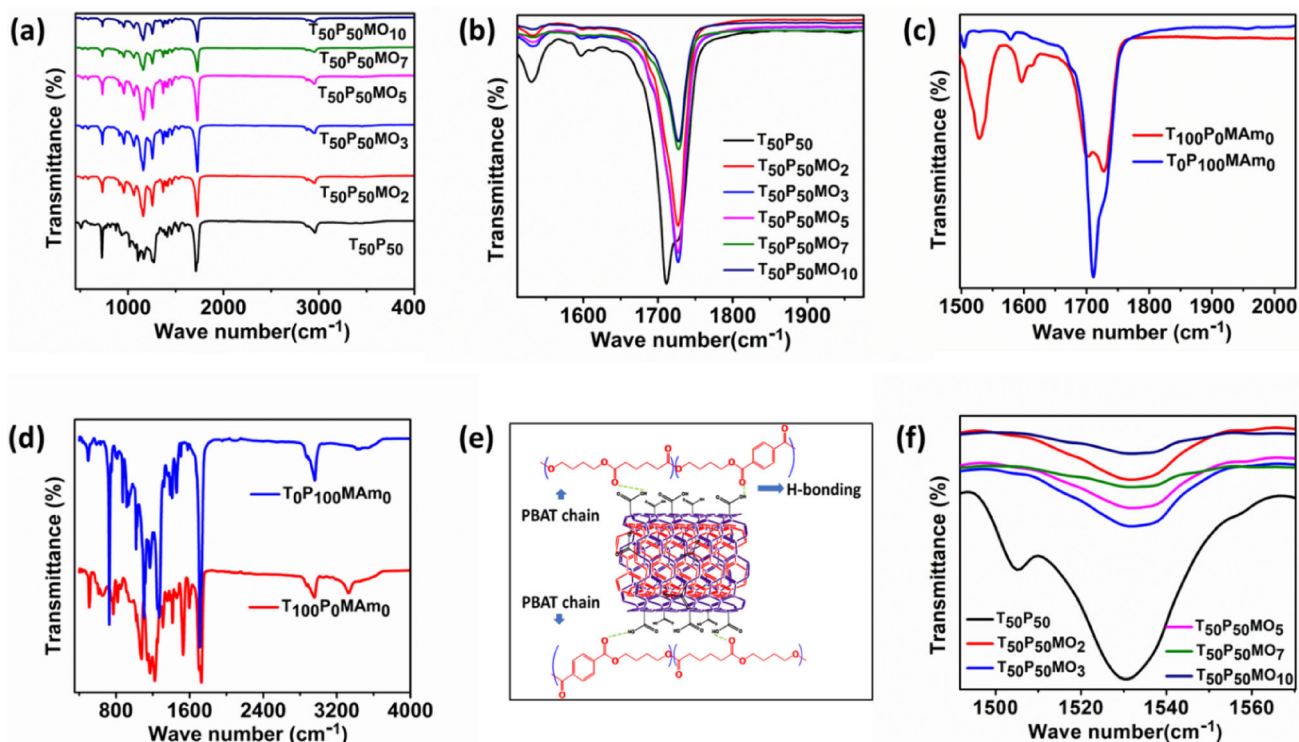 (a)
T50P50MO10
T50P50MO7
T50P50MO5
T50P50MO3
T50P50MO2
T50P50
Transmittance (%)
1000 2000 3000 400
Wave number(cm-1)
(b)
T50P50
T50P50MO2
T50P50MO3
T50P50MO5
T50P50MO7
T50P50MO10
Transmittance (%)
1600 1700 1800 1900
Wave number(cm-1)
(c)
T100P0MAm0
T0P100MAm0
Transmittance (%)
1500 1600 1700 1800 1900 2000
Wave number(cm-1)
(d)
T0P100MAm0
T100P0MAm0
Transmittance (%)
800 1600 2400 3200 4000
Wave number (cm-1)
(e)
PBAT chain
H-bonding
PBAT chain
(f)
T50P50
T50P50MO2
T50P50MO3
T50P50MO5
T50P50MO7
T50P50MO10
Transmittance (%)
1500 1520 1540 1560
Wave number (cm-1)